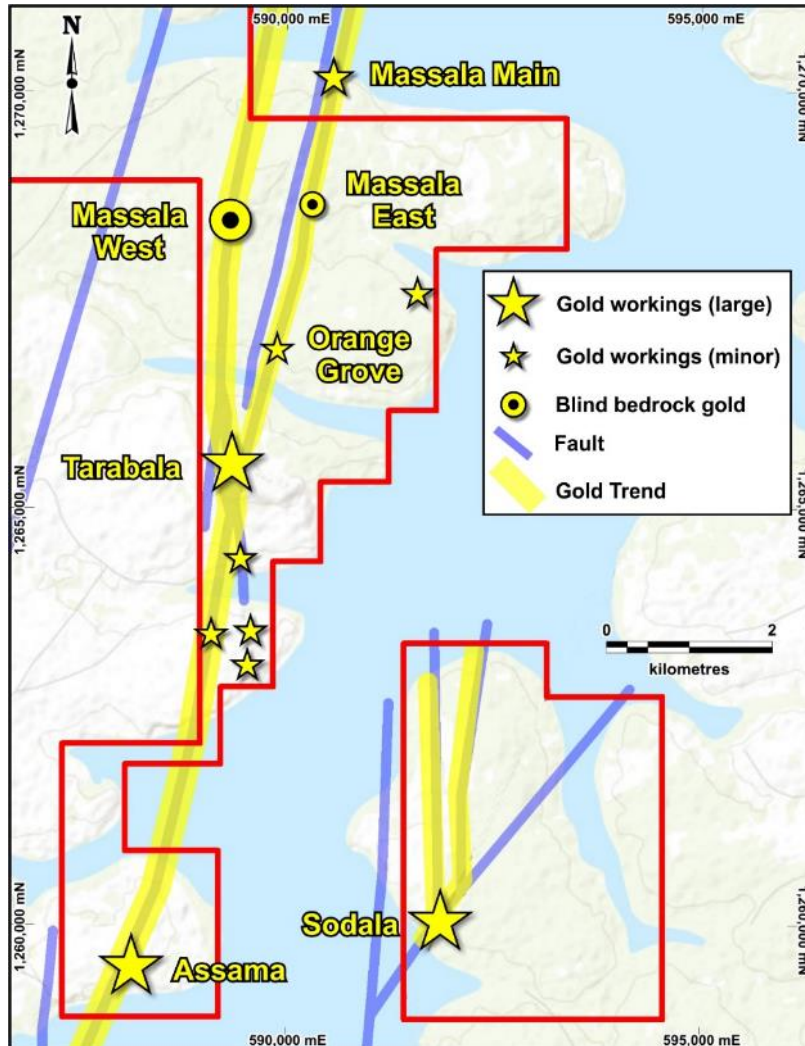 590,000 mE
595,000 mE
N
1,270,000 mN
1,270,000 mN
Massala Main
Massala
West
Massala
East
Orange
Grove
Gold workings (large)
Gold workings (minor)
Blind bedrock gold
Fault
Gold Trend
Tarabala
1,265,000 mN
1,265,000 mN
0
2
kilometres
Sodala
1,260,000 mN
1,260,000 mN
Assama
590,000 mE
595,000 mE